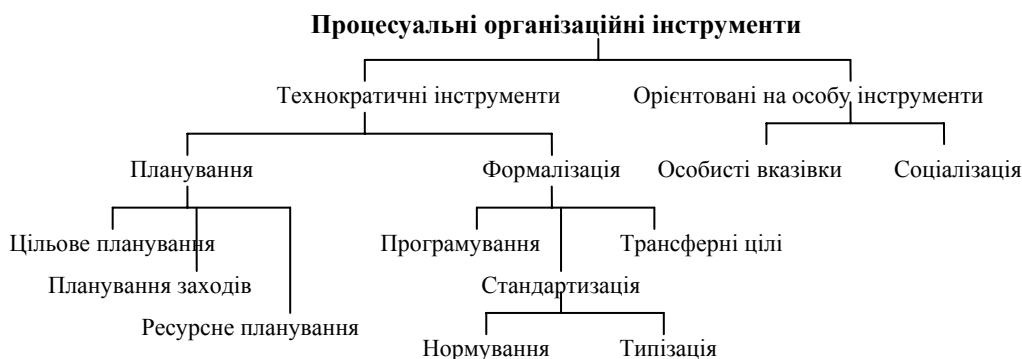 Процесуальні організаційні інструменти
Технократичні інструменти
Орієнтовані на особу інструменти
Планування
Формалізація
Особисті вказівки
Соціалізація
Цільове планування
Програмування
Трансферні цілі
Планування заходів
Стандартизація
Ресурсне планування
Нормування
Типізація